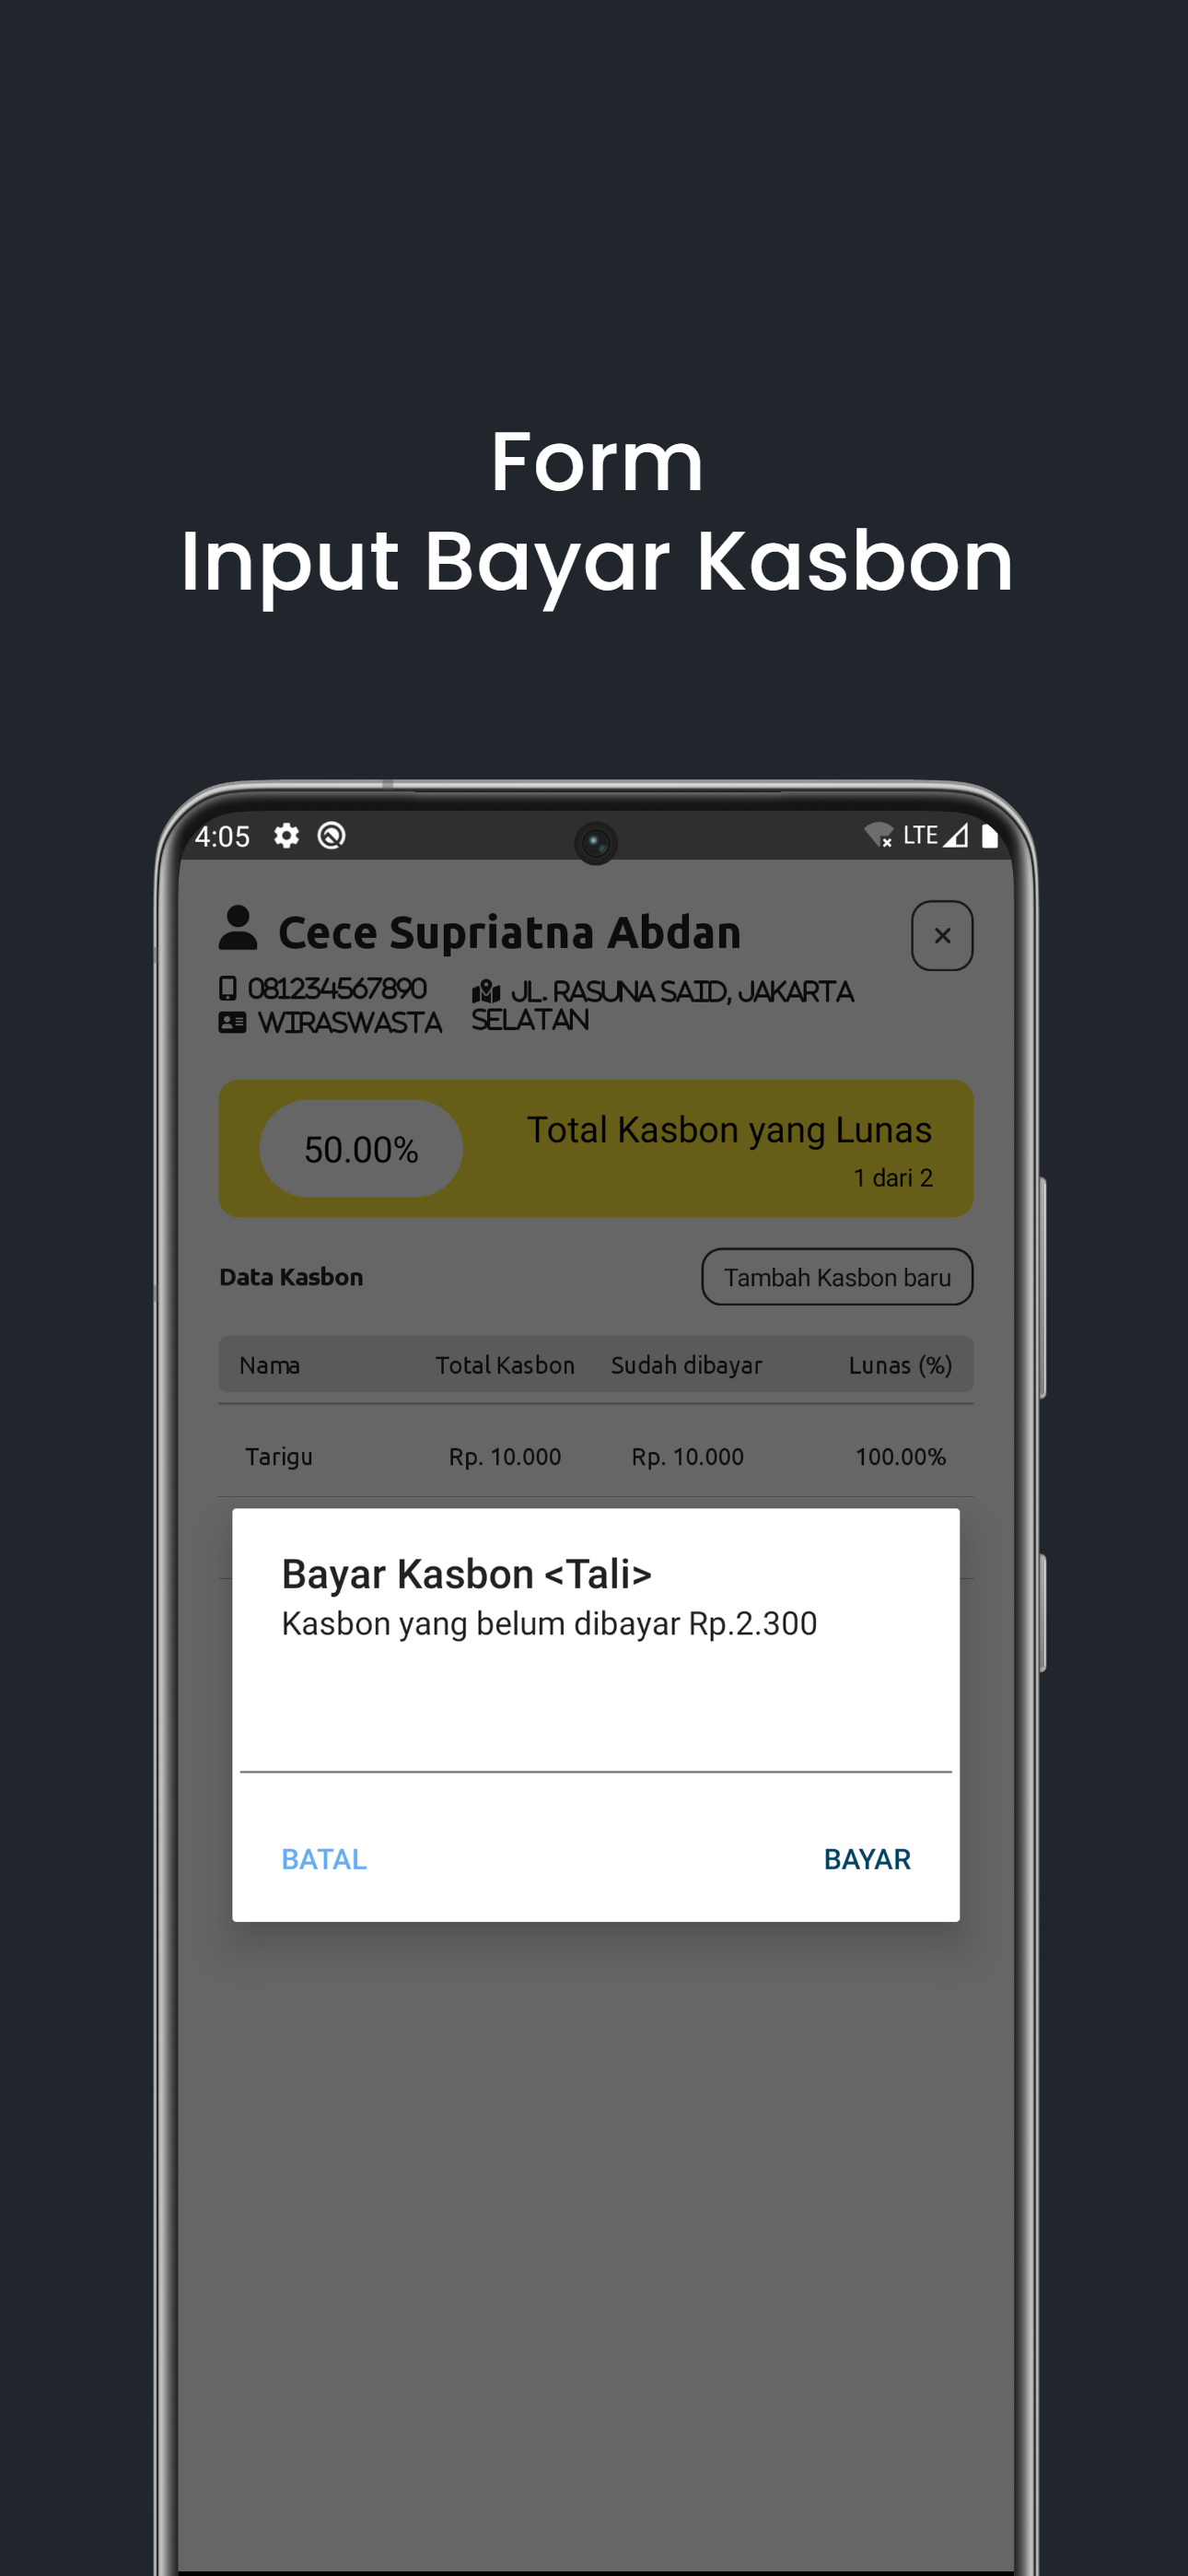 Form
Input Bayar Kasbon
4:05
LTE
Cece Supriatna Abdan
081234567890
WIRASWASTA
JL. RASUNA SAID, JAKARTA
SELATAN
50.00%
Total Kasbon yang Lunas
1 dari 2
Data Kasbon
Tambah Kasbon baru
Nama Total Kasbon Sudah dibayar Lunas (%)
Tarigu Rp. 10.000 Rp. 10.000 100.00%
Bayar Kasbon <Tali>
Kasbon yang belum dibayar Rp.2.300
BATAL BAYAR